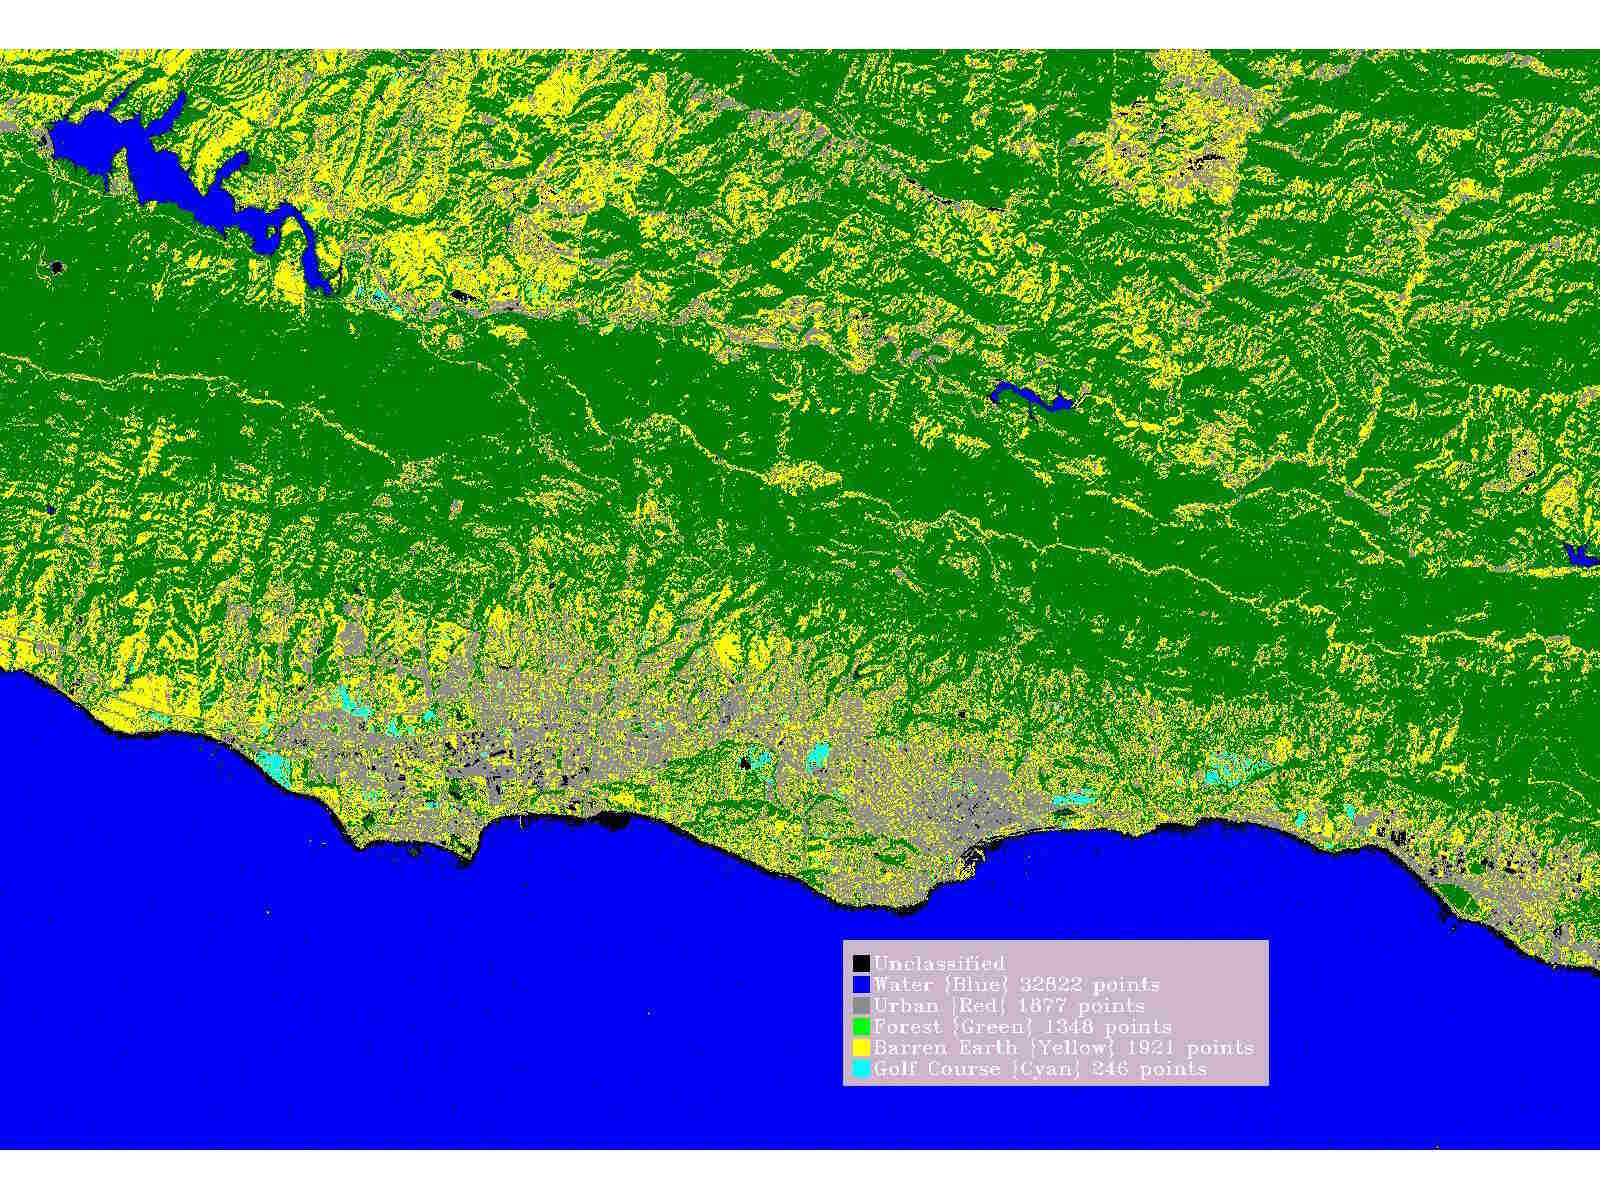 Unclassified
Water {Blue{ 32822 points
Urban }Red{ 1877 points
Forest {Green} 1348 points
Barren Earth }Yellow{ 1921 points
Golf Course {Cyan} 246 points